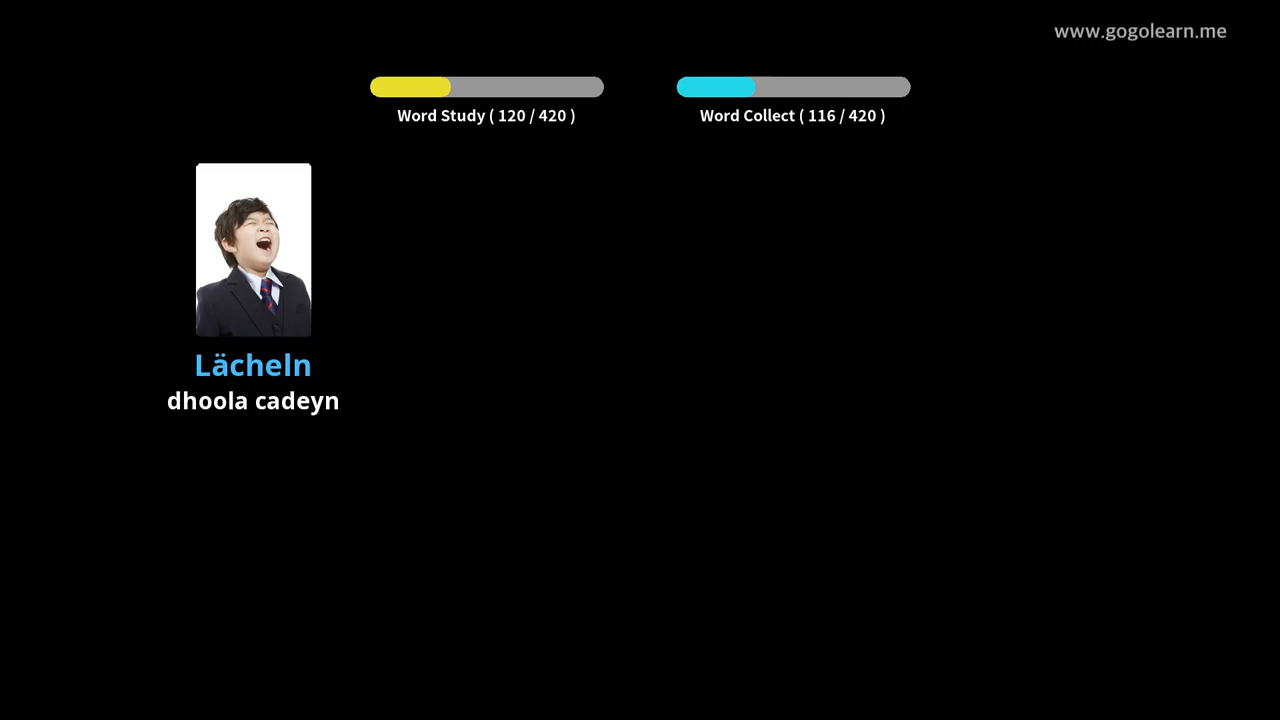 www.gogolearn.me
Word Study ( 120 / 420 )
Word Collect ( 116 / 420 )
Lächeln
dhoola cadeyn